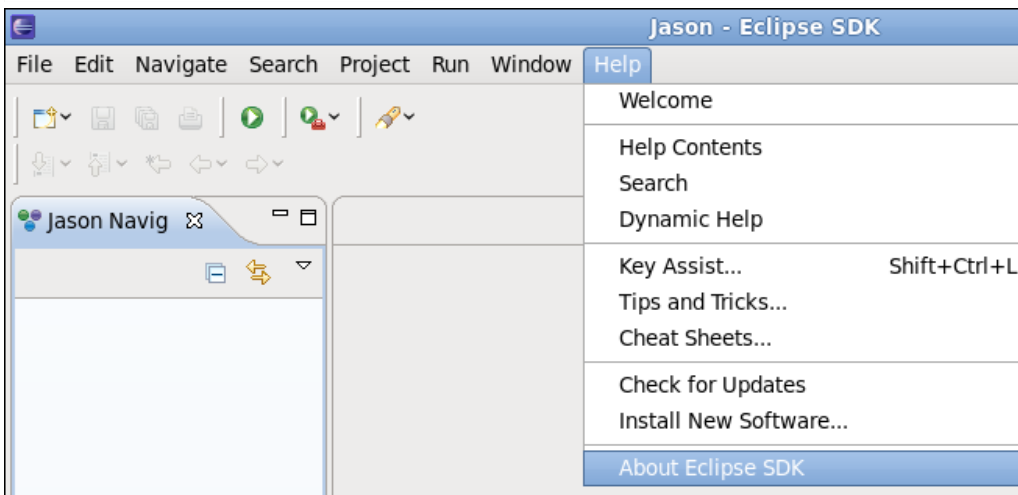 Jason - Eclipse SDK
File Edit Navigate Search Project Run Window Help
Welcome
Help Contents
Search
Dynamic Help
Key Assist... Shift+Ctrl+L
Tips and Tricks...
Cheat Sheets...
Check for Updates
Install New Software...
About Eclipse SDK
Jason Navig